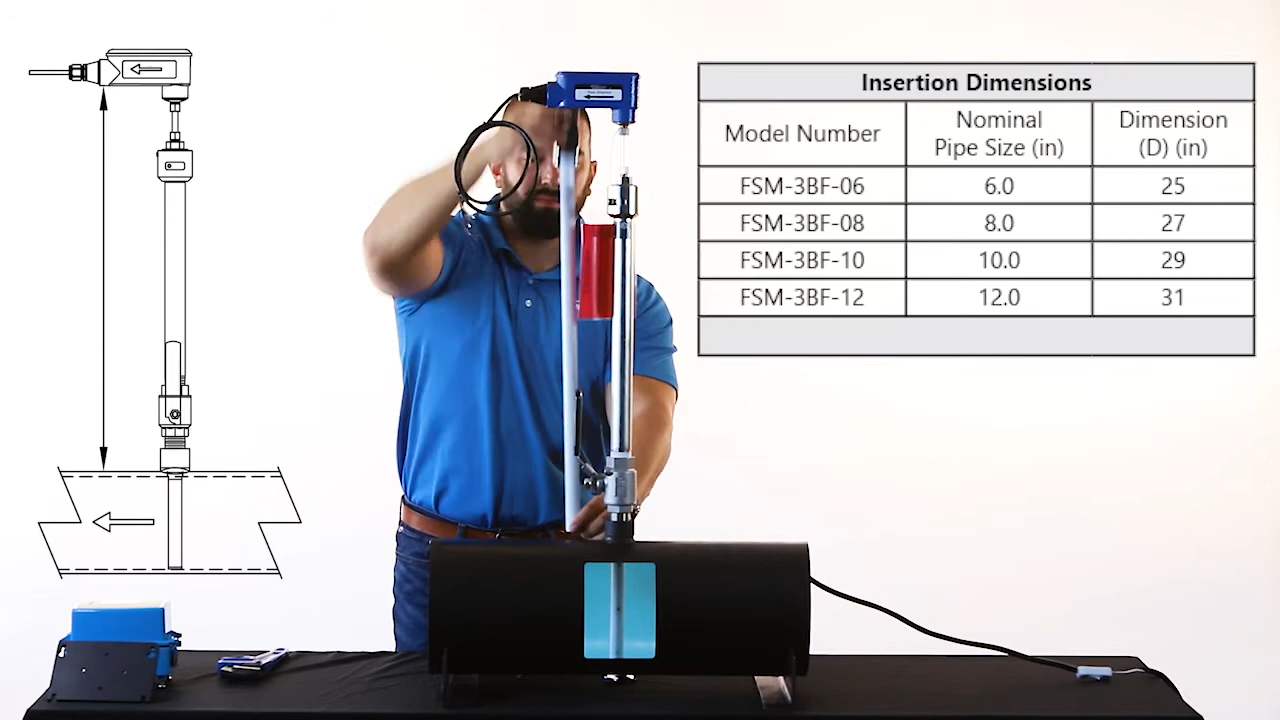 Insertion Dimensions
Model Number
Nominal
Pipe Size (in)
Dimension
(D) (in)
FSM-3BF-06 6.0 25
FSM-3BF-08 8.0 27
FSM-3BF-10 10.0 29
FSM-3BF-12 12.0 31